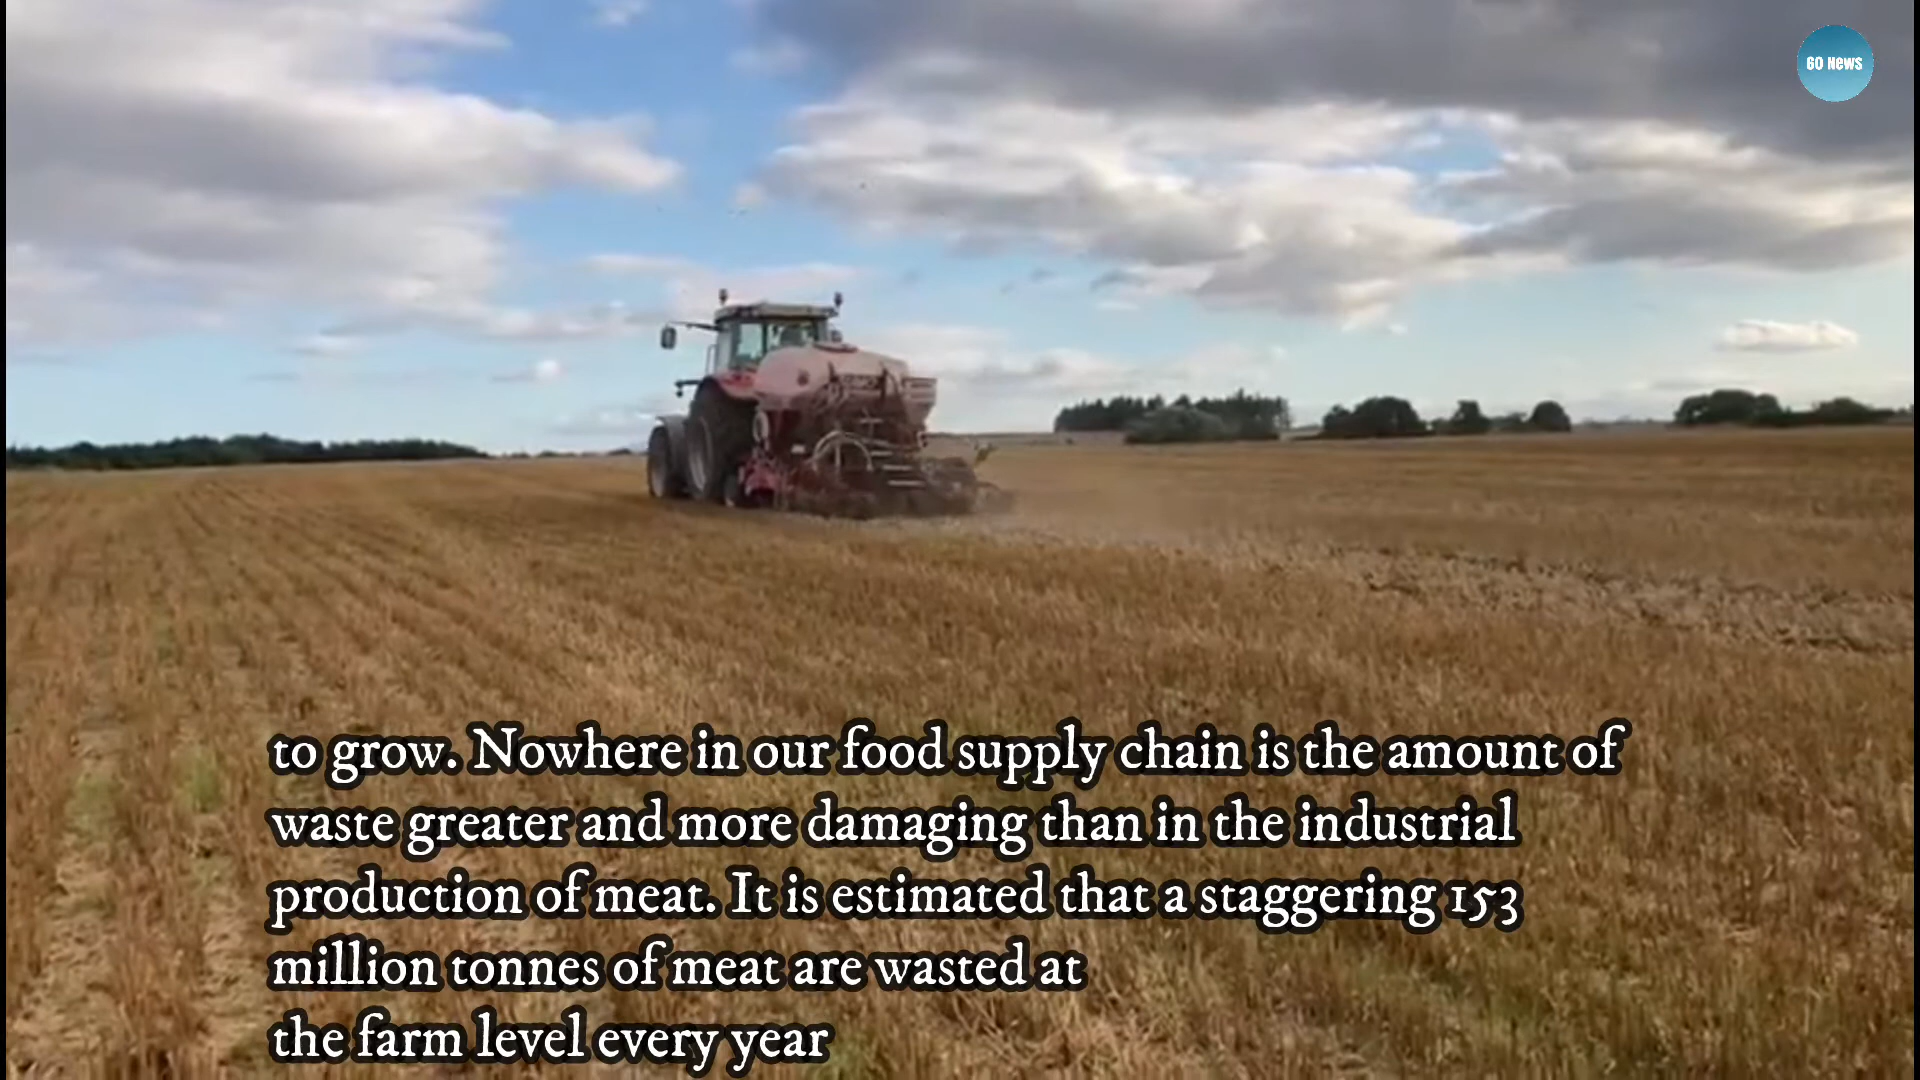 60 News
to grow. Nowhere in our food supply chain is the amount of
waste greater and more damaging than in the industrial
production of meat. It is estimated that a staggering 153
million tonnes of meat are wasted at
the farm level every year